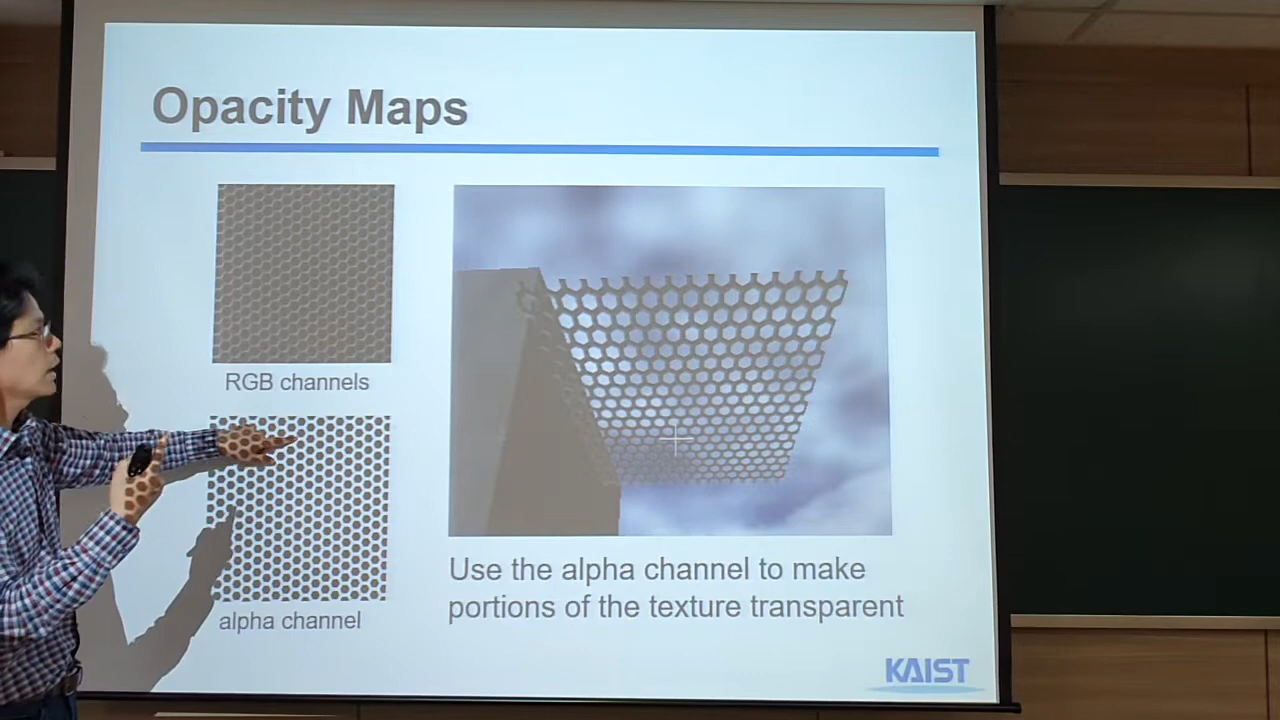 Opacity Maps
RGB channels
alpha channel
Use the alpha channel to make
portions of the texture transparent
KAIST